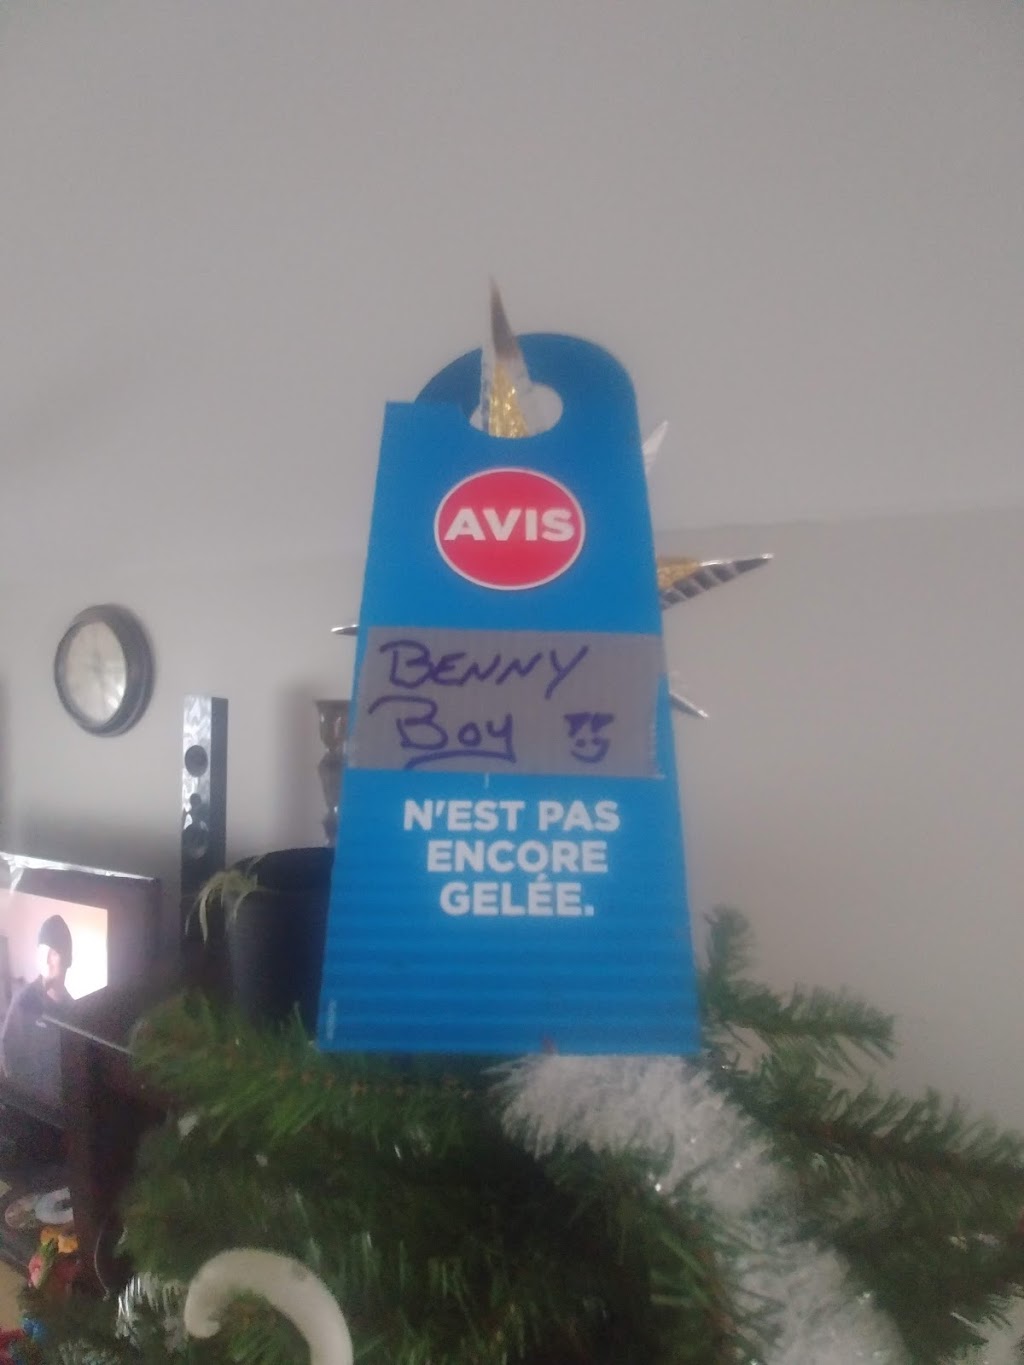 AVIS
BENNY
BOY
N'EST PAS
ENCORE
GELÉE.